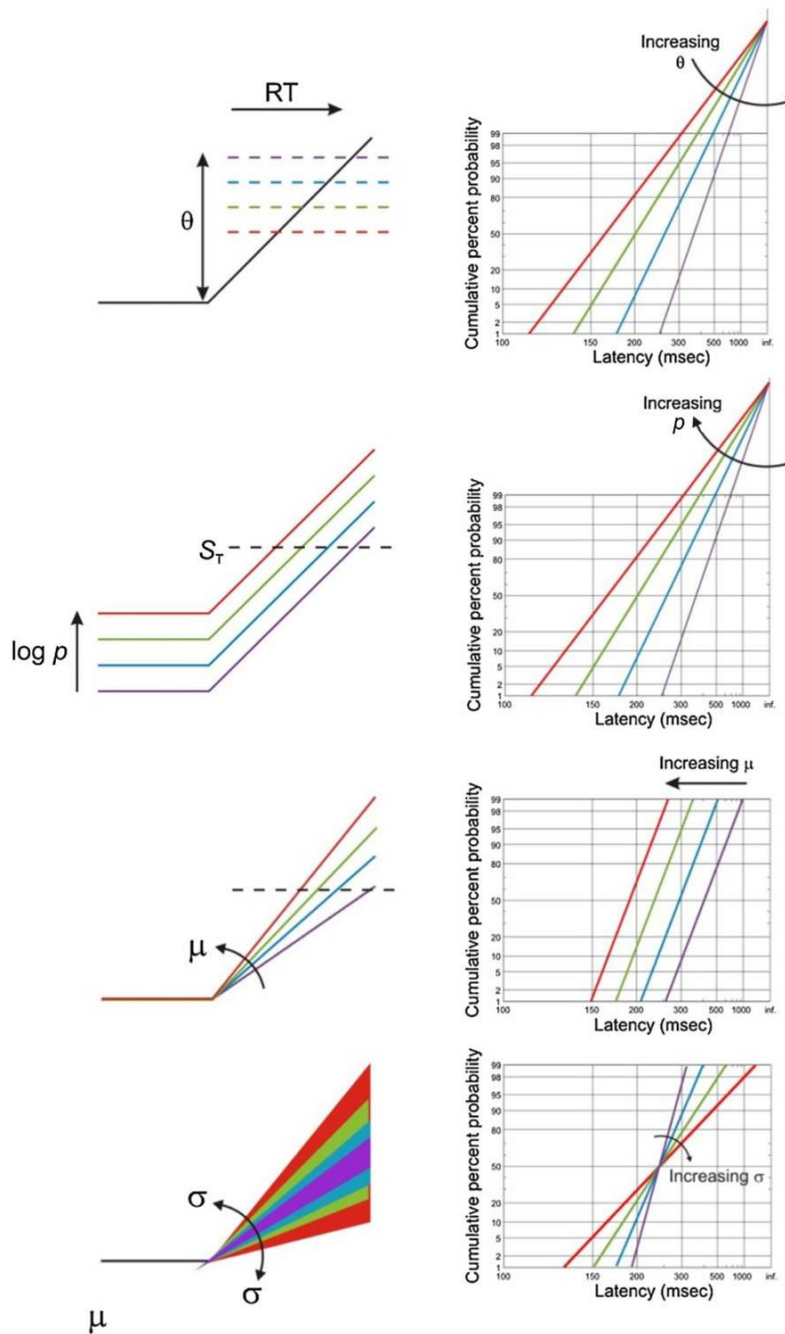 RT
θ
Increasing
θ
Cumulative percent probability
99
98
95
90
80
50
20
10
5
2
1
100 150 200 300 500 1000 inf.
Latency (msec)
S_T
log p
Increasing
p
Cumulative percent probability
99
98
95
90
80
50
20
10
5
2
1
100 150 200 300 500 1000 inf.
Latency (msec)
μ
Increasing μ
Cumulative percent probability
99
98
95
90
80
50
20
10
5
2
1
100 150 200 300 500 1000 inf.
Latency (msec)
σ
σ
μ
Increasing σ
Cumulative percent probability
99
98
95
90
80
50
20
10
5
2
1
100 150 200 300 500 1000 inf.
Latency (msec)